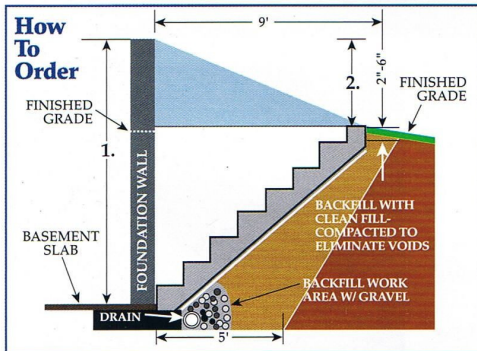 How
To
Order
9'
2.
2"-6"
FINISHED
GRADE
FINISHED
GRADE
1.
FOUNDATION WALL
BASEMENT
SLAB
BACKFILL WITH
CLEAN FILL-
COMPACTED TO
ELIMINATE VOIDS
BACKFILL WORK
AREA W/ GRAVEL
DRAIN
5'